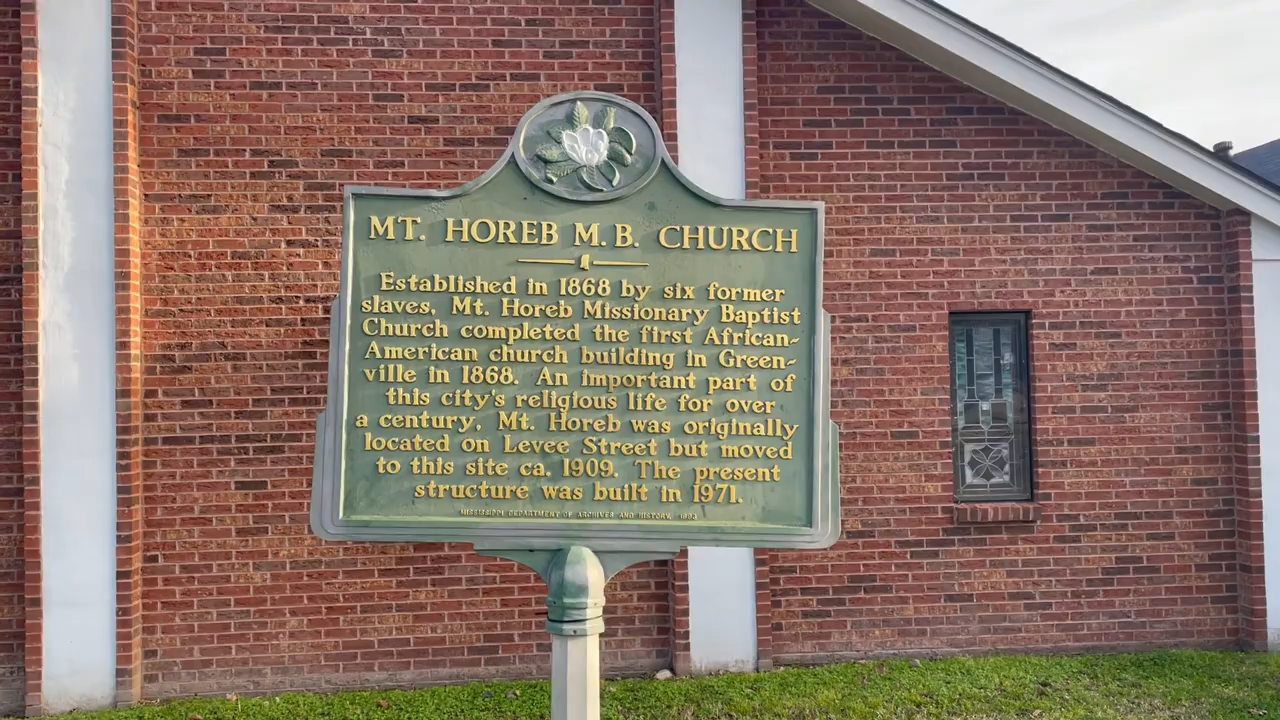 MT. HOREB M.B. CHURCH
Established in 1868 by six former
slaves, Mt. Horeb Missionary Baptist
Church completed the first African-
American church building in Green-
ville in 1868. An important part of
this city's religious life for over
a century, Mt. Horeb was originally
located on Levee Street but moved
to this site ca. 1909. The present
structure was built in 1971.
MISSISSIPPI DEPARTMENT OF ARCHIVES AND HISTORY,